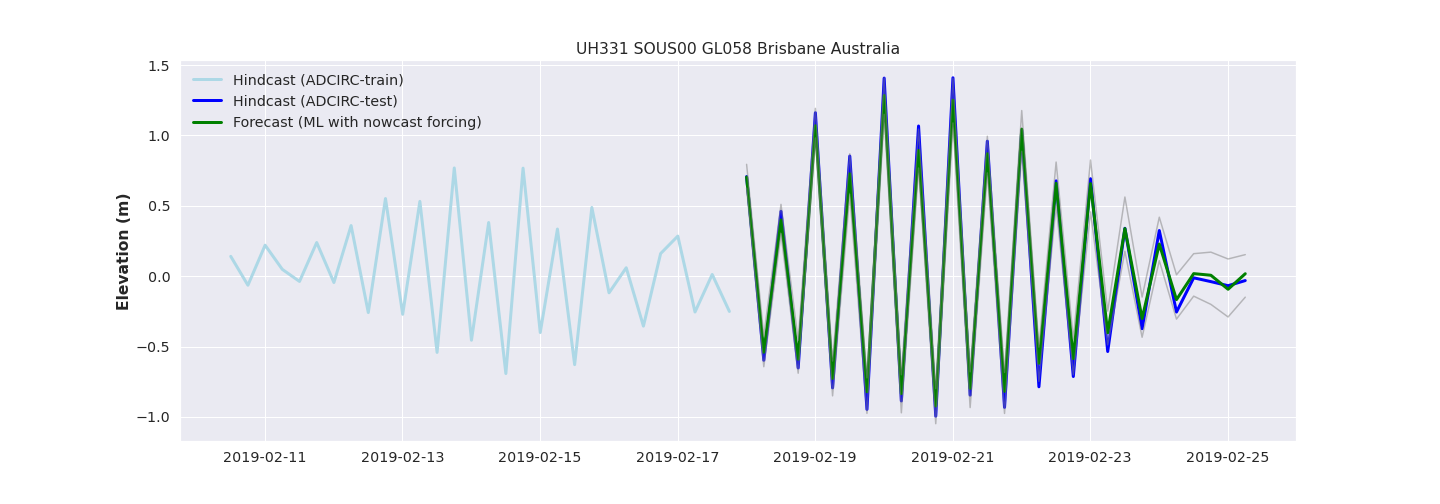 UH331 SOUS00 GL058 Brisbane Australia
Hindcast (ADCIRC-train)
Hindcast (ADCIRC-test)
Forecast (ML with nowcast forcing)
Elevation (m)
1.5
1.0
0.5
0.0
−0.5
−1.0
2019-02-11 2019-02-13 2019-02-15 2019-02-17 2019-02-19 2019-02-21 2019-02-23 2019-02-25